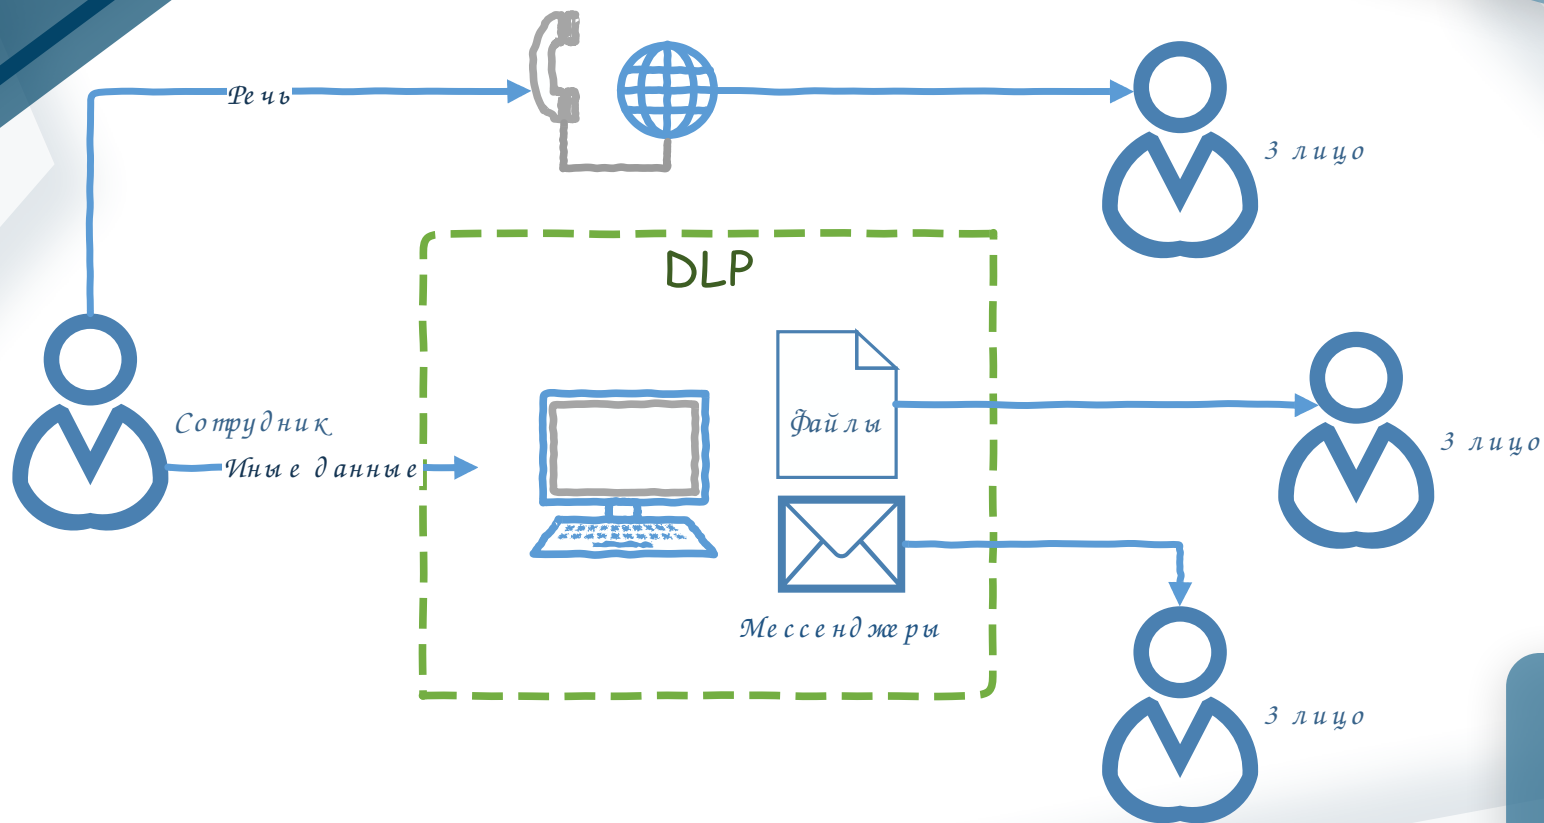 Речь
3 лицо
DLP
Сотрудник
Файлы
3 лицо
Иные данные
Мессенджеры
3 лицо